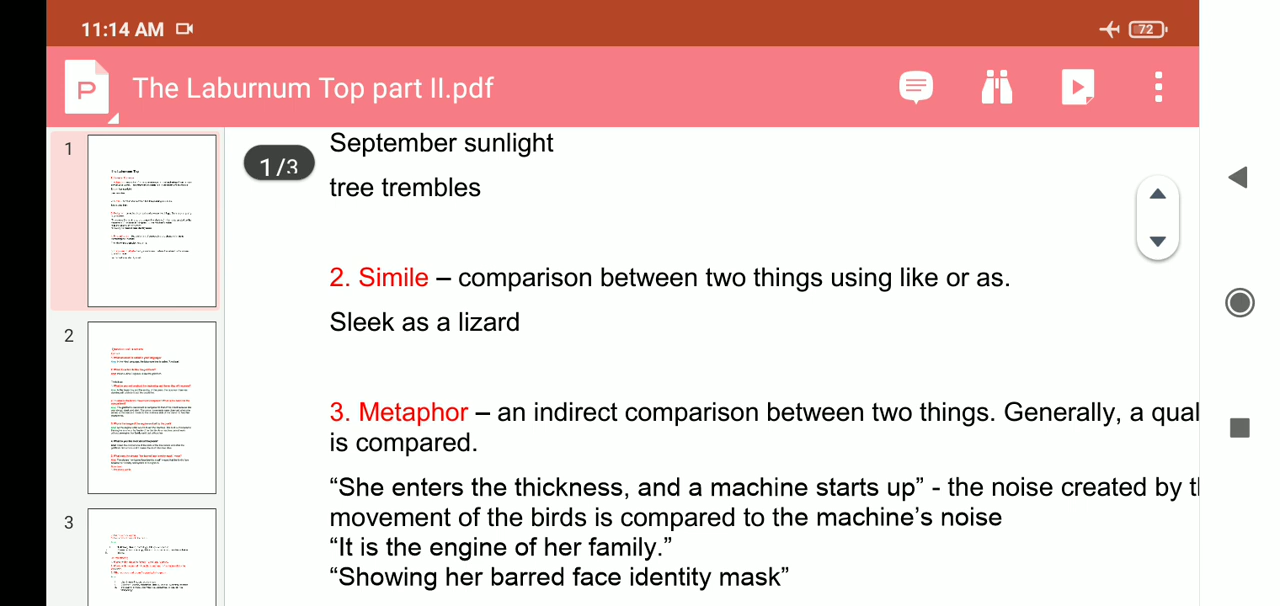 11:14 AM
72
The Laburnum Top part II.pdf
1
1/3
September sunlight
tree trembles
2. Simile – comparison between two things using like or as.
Sleek as a lizard
2
3. Metaphor – an indirect comparison between two things. Generally, a qual
is compared.
“She enters the thickness, and a machine starts up” - the noise created by
movement of the birds is compared to the machine’s noise
3
“It is the engine of her family.”
“Showing her barred face identity mask”